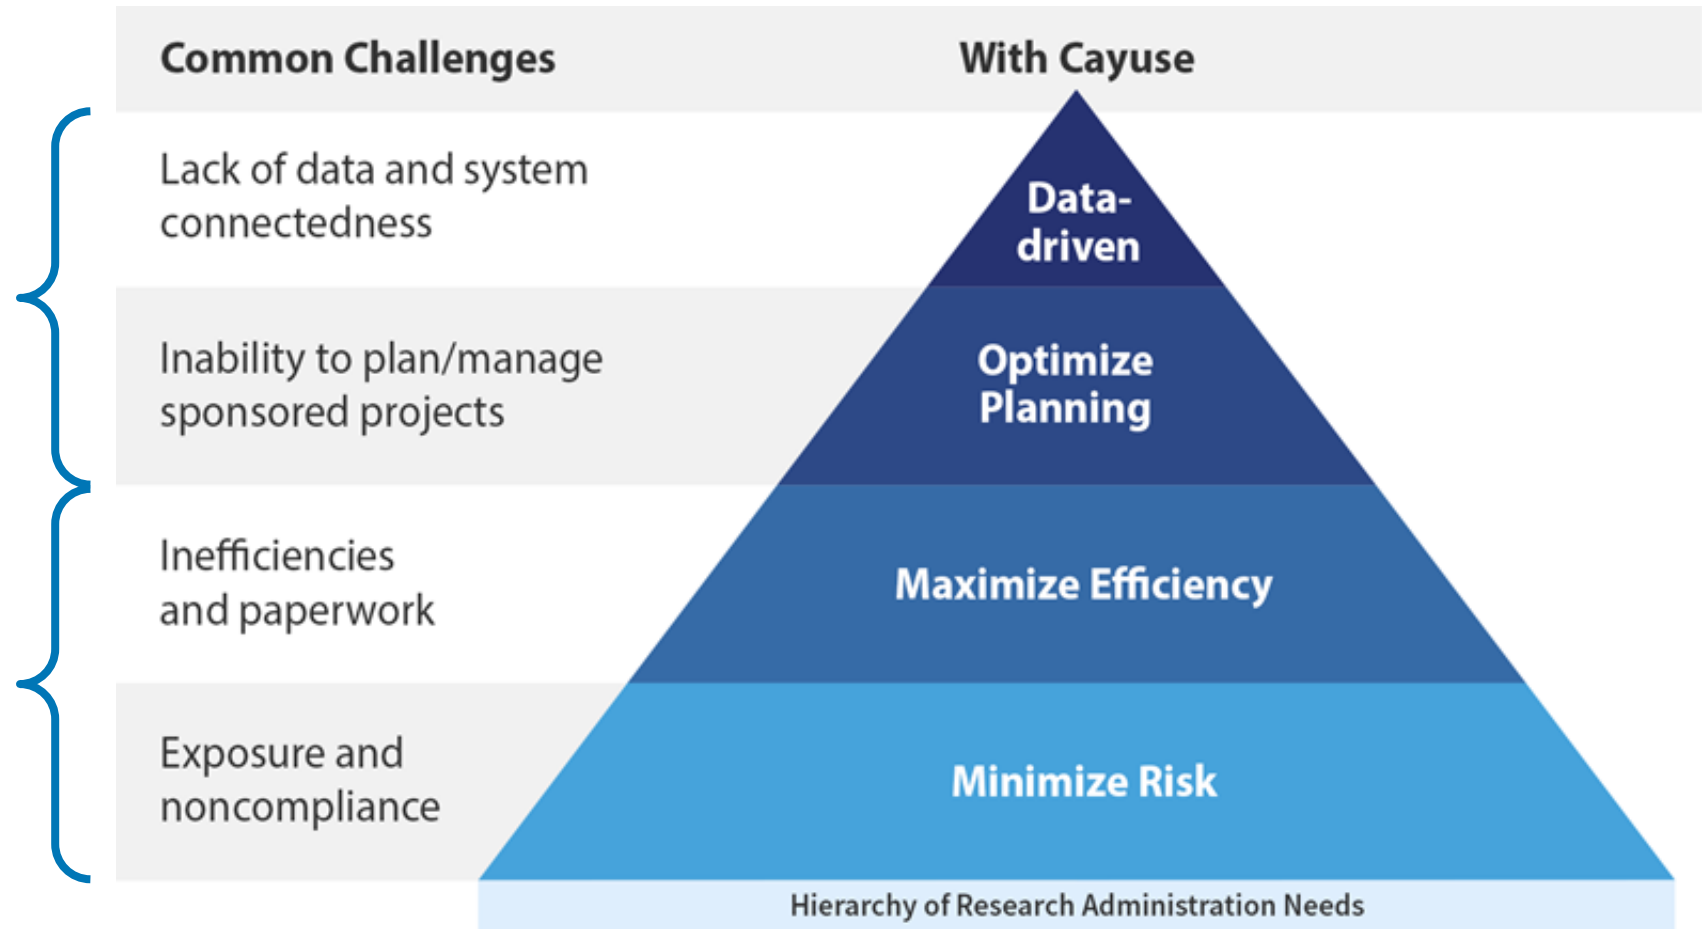 Common Challenges
With Cayuse
Lack of data and system
connectedness
Data-
driven
Inability to plan/manage
sponsored projects
Optimize
Planning
Inefficiencies
and paperwork
Maximize Efficiency
Exposure and
noncompliance
Minimize Risk
Hierarchy of Research Administration Needs